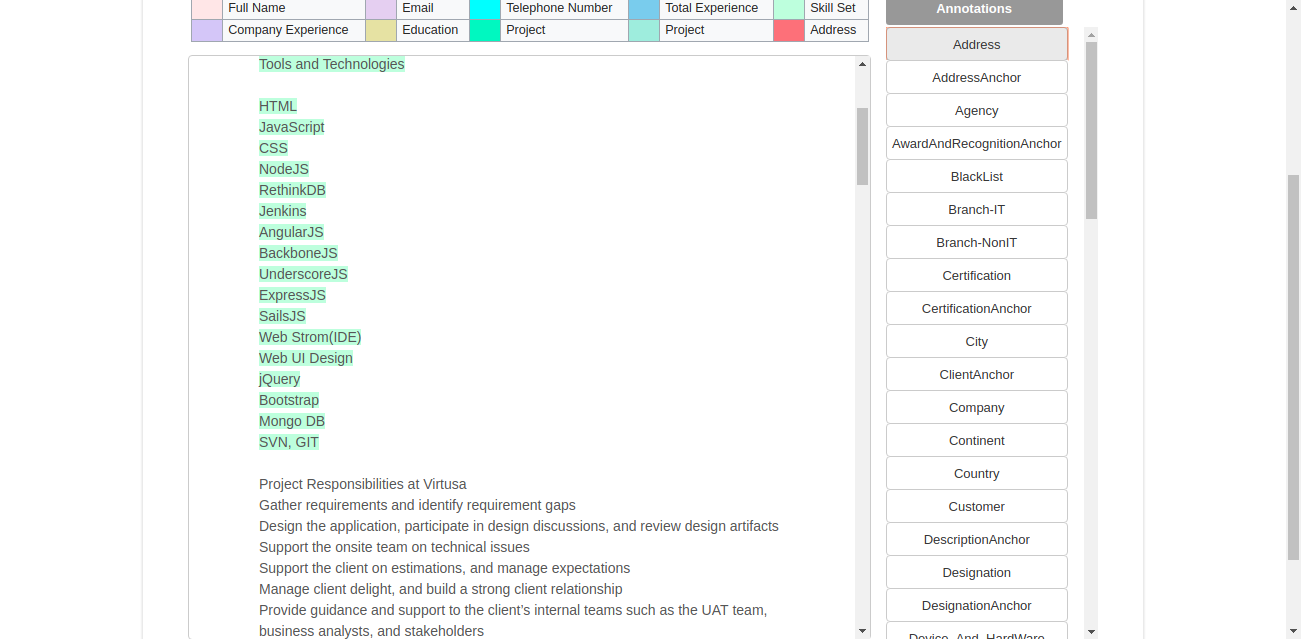 Full Name Email Telephone Number Total Experience Skill Set
Company Experience Education Project Project Address
Tools and Technologies
HTML
JavaScript
CSS
NodeJS
RethinkDB
Jenkins
AngularJS
BackboneJS
UnderscoreJS
ExpressJS
SailsJS
Web Strom(IDE)
Web UI Design
jQuery
Bootstrap
Mongo DB
SVN, GIT
Project Responsibilities at Virtusa
Gather requirements and identify requirement gaps
Design the application, participate in design discussions, and review design artifacts
Support the onsite team on technical issues
Support the client on estimations, and manage expectations
Manage client delight, and build a strong client relationship
Provide guidance and support to the client’s internal teams such as the UAT team,
business analysts, and stakeholders
Annotations
Address
AddressAnchor
Agency
AwardAndRecognitionAnchor
BlackList
Branch-IT
Branch-NonIT
Certification
CertificationAnchor
City
ClientAnchor
Company
Continent
Country
Customer
DescriptionAnchor
Designation
DesignationAnchor
Device_And_HardWare